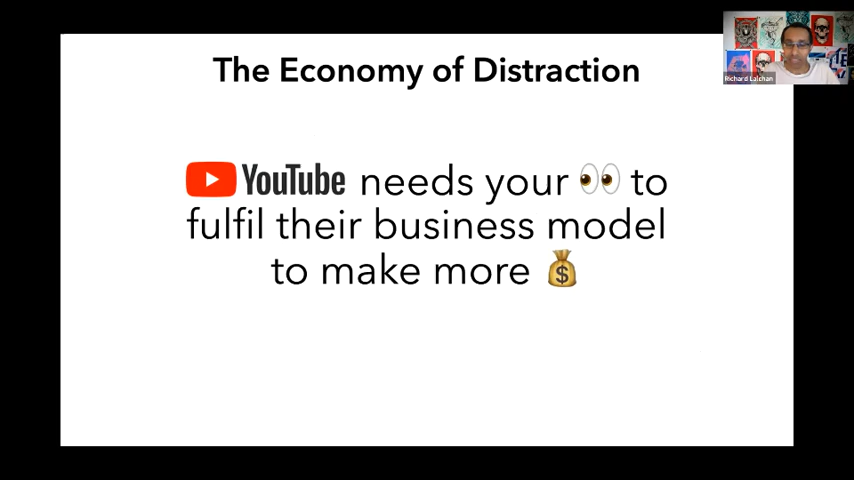 The Economy of Distraction
YouTube needs your 👀 to
fulfil their business model
to make more 💰
Richard Lalchan